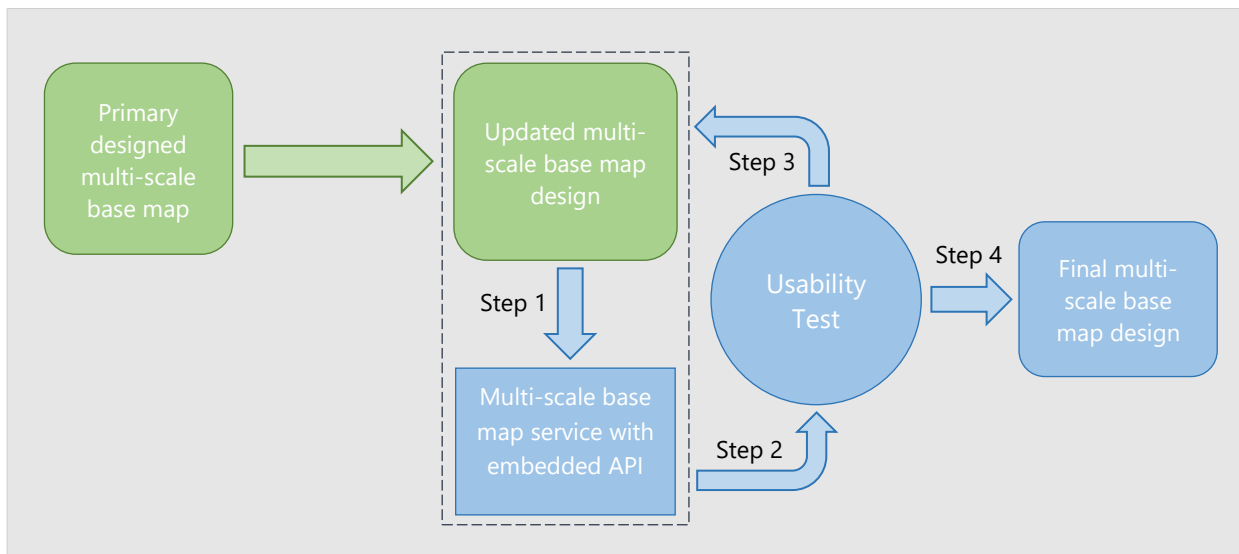 Primary
designed
multi-scale
base map
Updated multi-
scale base map
design
Step 1
Multi-scale base
map service with
embedded API
Step 2
Step 3
Usability
Test
Step 4
Final multi-
scale base
map design